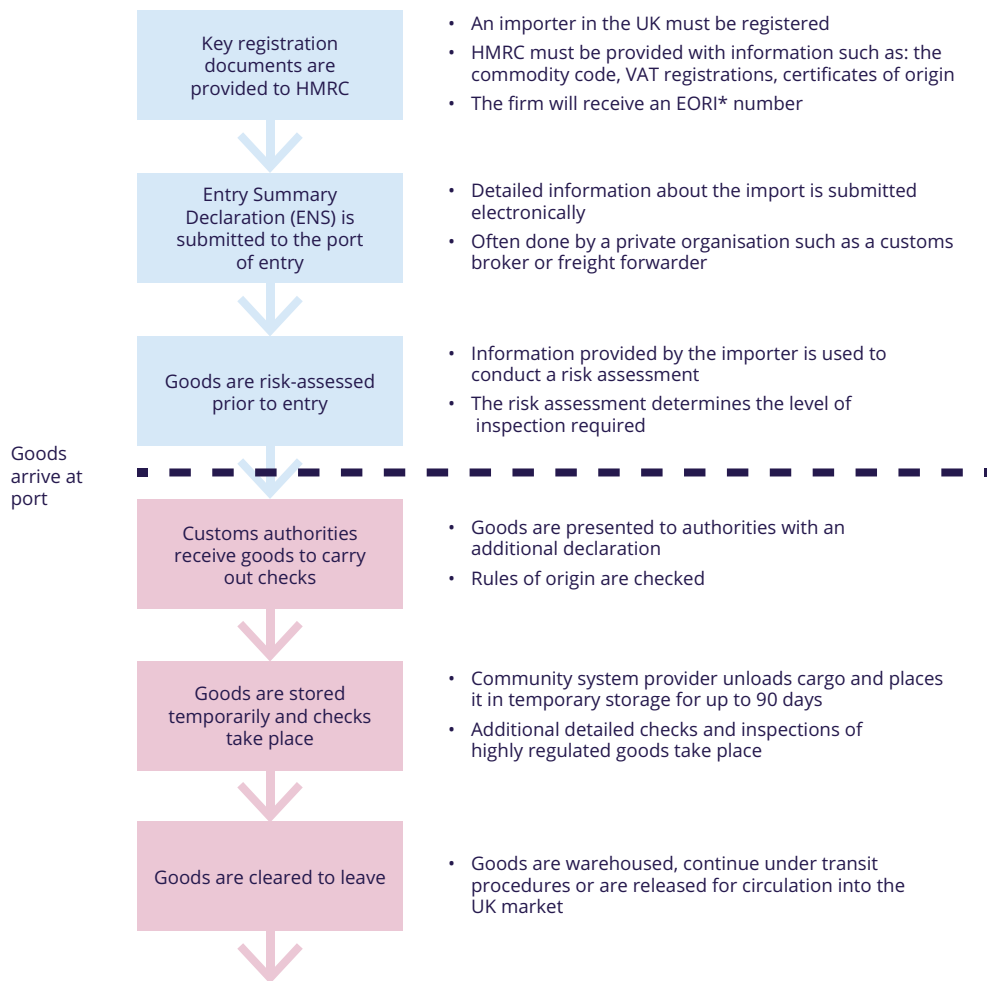 Key registration
documents are
provided to HMRC
• An importer in the UK must be registered
• HMRC must be provided with information such as: the
commodity code, VAT registrations, certificates of origin
• The firm will receive an EORI* number
Entry Summary
Declaration (ENS) is
submitted to the port
of entry
• Detailed information about the import is submitted
electronically
• Often done by a private organisation such as a customs
broker or freight forwarder
Goods are risk-assessed
prior to entry
• Information provided by the importer is used to
conduct a risk assessment
• The risk assessment determines the level of
inspection required
Goods
arrive at
port
Customs authorities
receive goods to carry
out checks
• Goods are presented to authorities with an
additional declaration
• Rules of origin are checked
Goods are stored
temporarily and checks
take place
• Community system provider unloads cargo and places
it in temporary storage for up to 90 days
• Additional detailed checks and inspections of
highly regulated goods take place
Goods are cleared to leave
• Goods are warehoused, continue under transit
procedures or are released for circulation into the
UK market